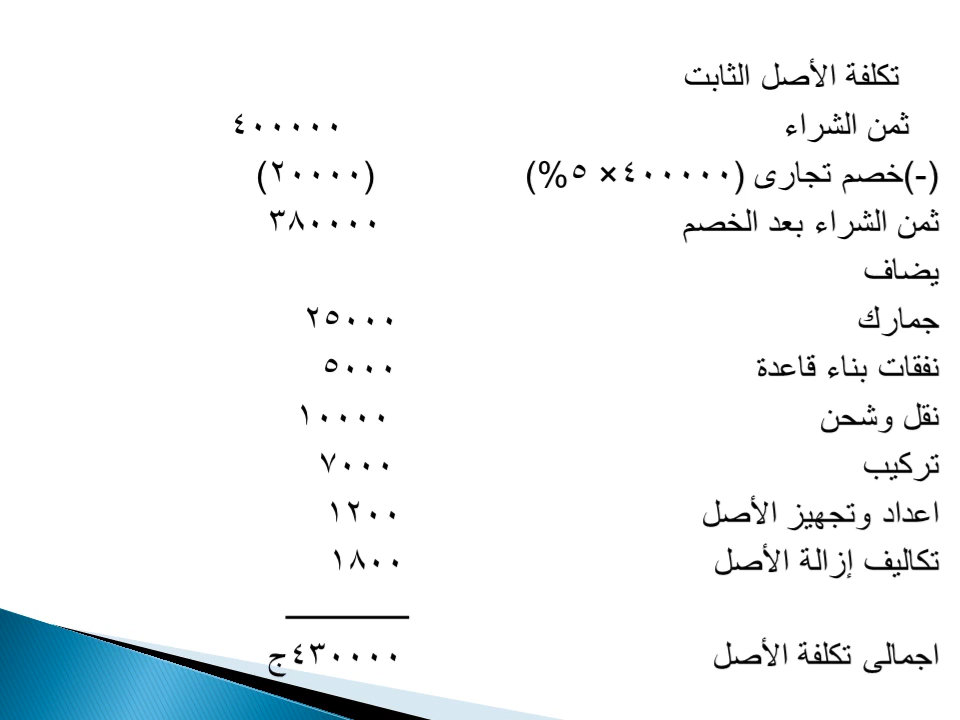 تكلفة الأصل الثابت
ثمن الشراء ٤٠٠٠٠٠
(-)خصم تجارى (٤٠٠٠٠٠× ٥%) (٢٠٠٠٠)
ثمن الشراء بعد الخصم ٣٨٠٠٠٠
يضاف
جمارك ٢٥٠٠٠
نفقات بناء قاعدة ٥٠٠٠
نقل وشحن ١٠٠٠٠
تركيب ٧٠٠٠
اعداد وتجهيز الأصل ١٢٠٠
تكاليف إزالة الأصل ١٨٠٠
اجمالى تكلفة الأصل ٤٣٠٠٠٠ج